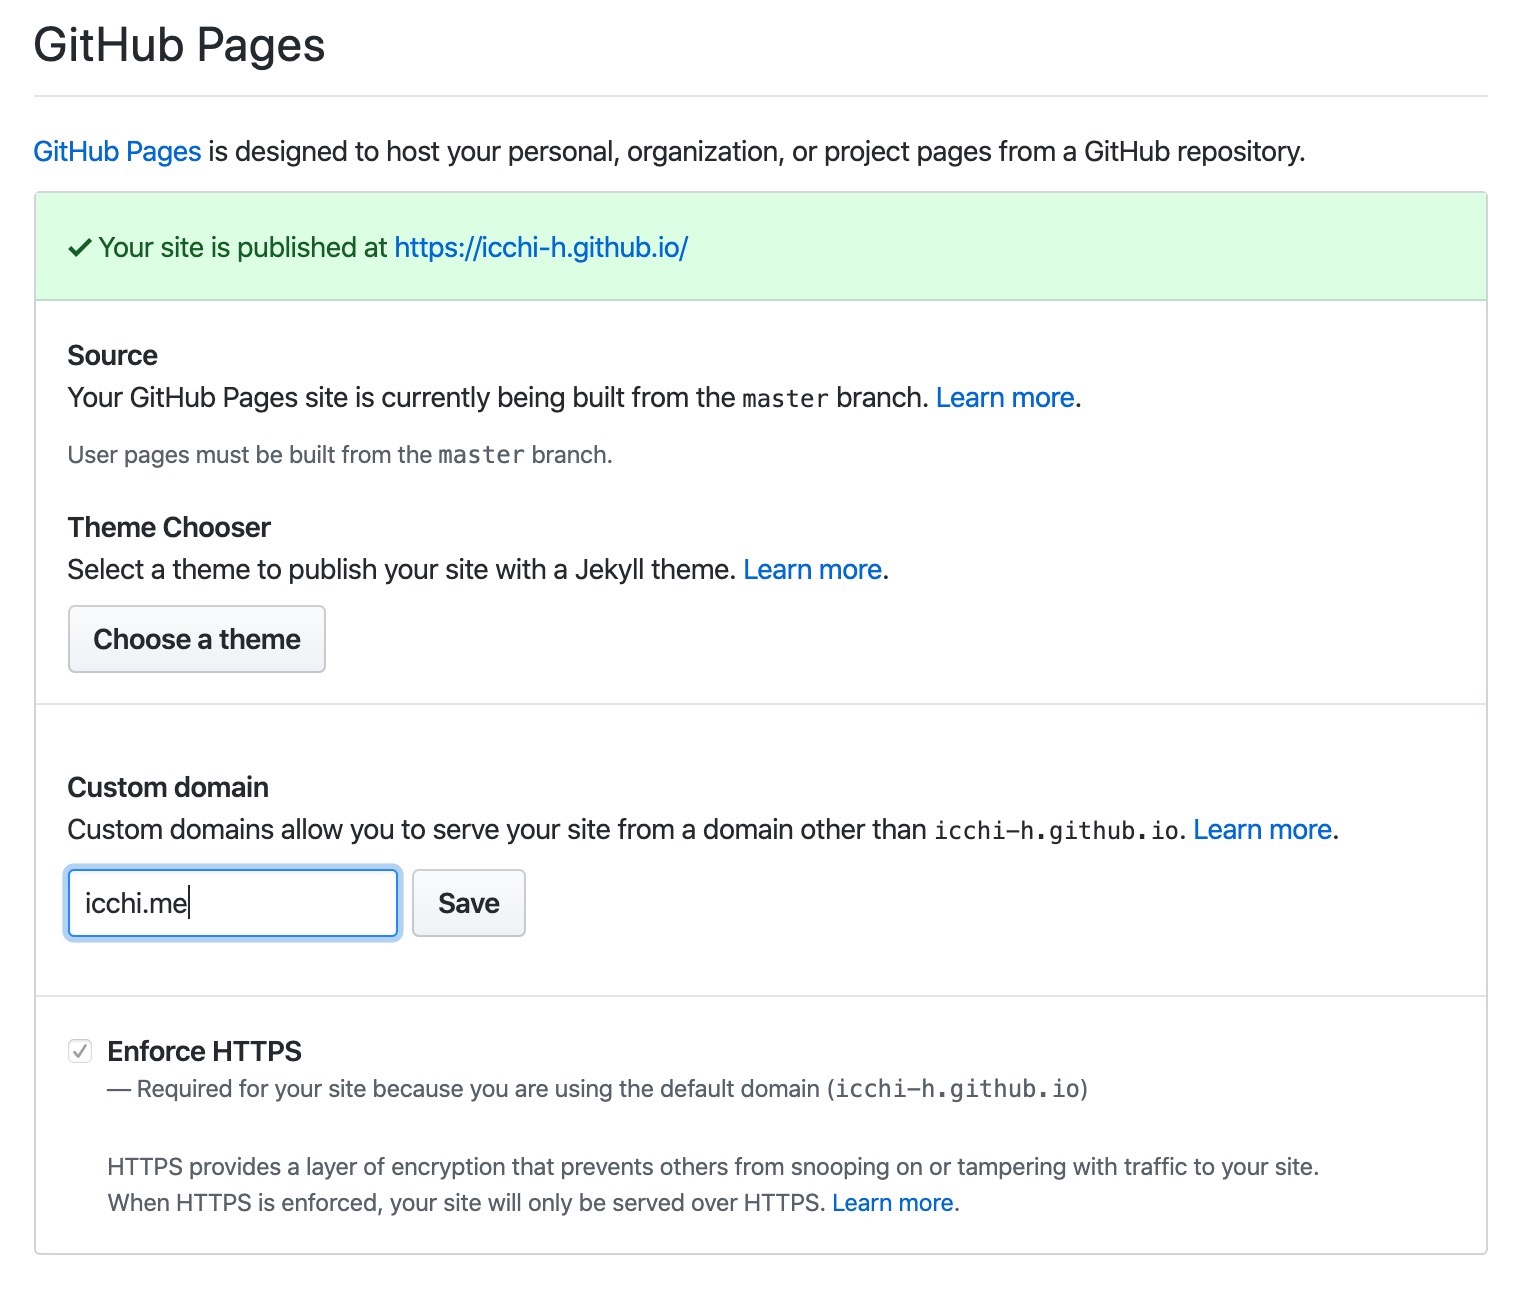 GitHub Pages
GitHub Pages is designed to host your personal, organization, or project pages from a GitHub repository.
Your site is published at https://icchi-h.github.io/
Source
Your GitHub Pages site is currently being built from the master branch. Learn more.
User pages must be built from the master branch.
Theme Chooser
Select a theme to publish your site with a Jekyll theme. Learn more.
Choose a theme
Custom domain
Custom domains allow you to serve your site from a domain other than icchi-h.github.io. Learn more.
icchi.me Save
Enforce HTTPS
— Required for your site because you are using the default domain (icchi-h.github.io)
HTTPS provides a layer of encryption that prevents others from snooping on or tampering with traffic to your site.
When HTTPS is enforced, your site will only be served over HTTPS. Learn more.